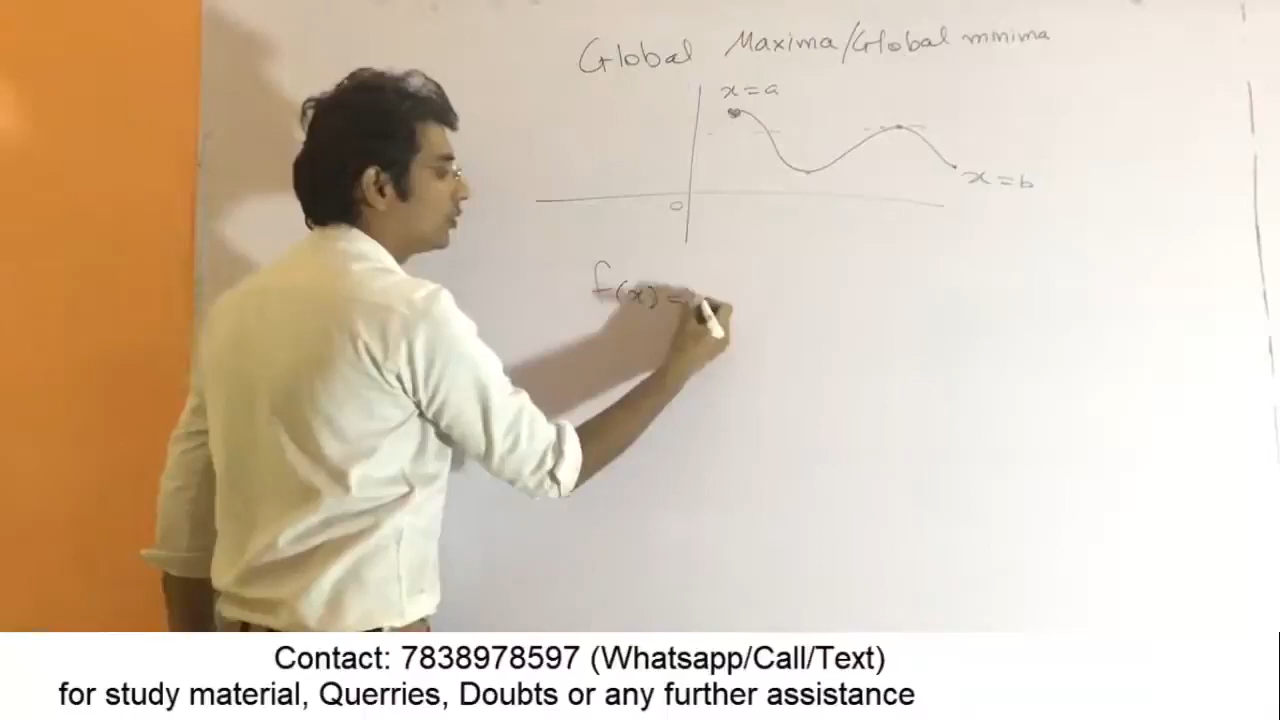 Global Maxima/Global minima
x = a
x = b
0
f(x) =
Contact: 7838978597 (Whatsapp/Call/Text)
for study material, Querries, Doubts or any further assistance